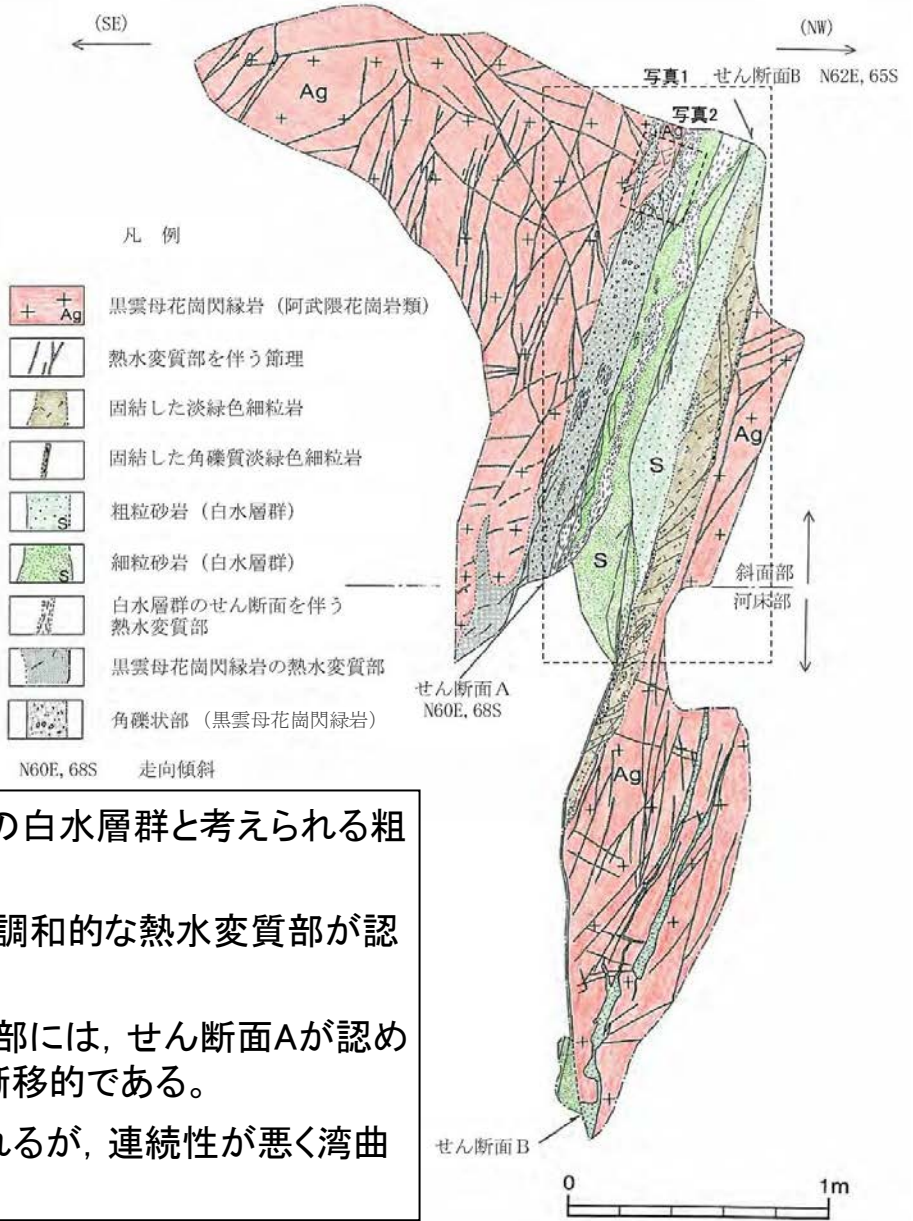 (SE)
(NW)
写真1 せん断面B N62E, 65S
写真2
Ag
Ag
凡 例
Ag 黒雲母花崗閃緑岩 (阿武隈花崗岩類)
熱水変質部を伴う節理
固結した淡緑色細粒岩
固結した角礫質淡緑色細粒岩
S 粗粒砂岩 (白水層群)
S 細粒砂岩 (白水層群)
白水層群のせん断面を伴う
熱水変質部
黒雲母花崗閃緑岩の熱水変質部
角礫状部 (黒雲母花崗閃緑岩)
N60E, 68S 走向傾斜
Ag
S
S
斜面部
河床部
せん断面A
N60E, 68S
Ag
せん断面B
0 1m
の白水層群と考えられる粗
調和的な熱水変質部が認
部には, せん断面Aが認め
漸移的である。
れるが, 連続性が悪く湾曲